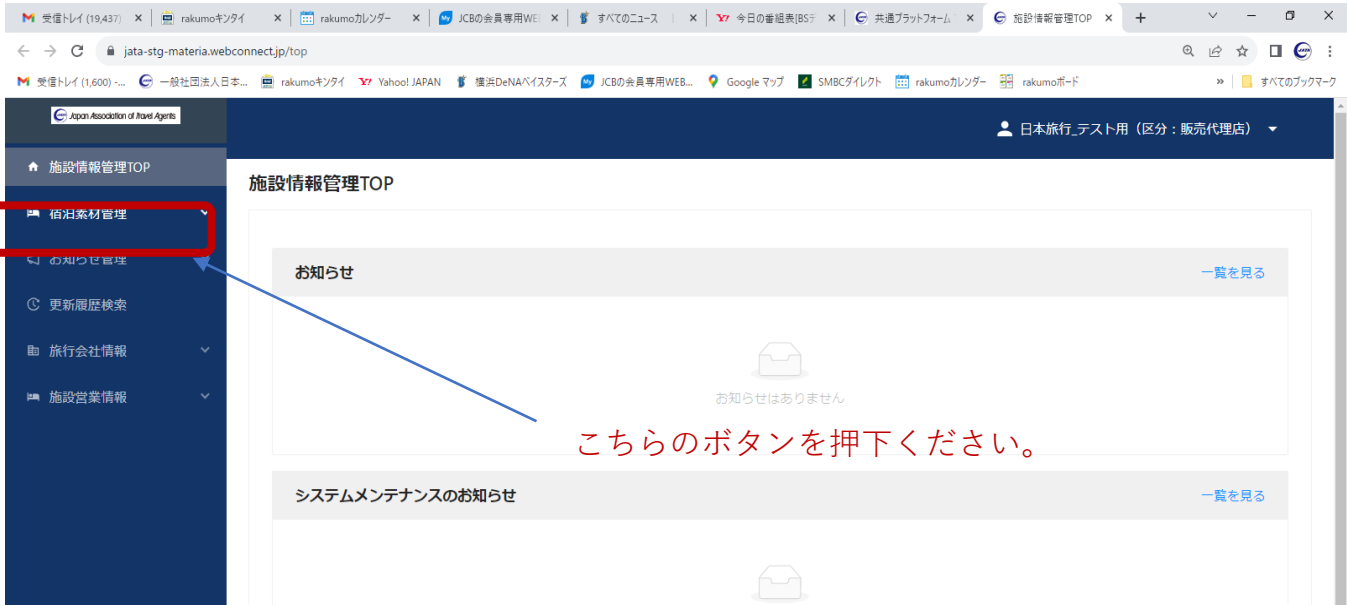 受信トレイ (19,437)
rakumoキンタイ
rakumoカレンダー
JCBの会員専用WE
すべてのニュース
今日の番組表[BSデ
共通プラットフォーム
施設情報管理TOP
jata-stg-materia.webconnect.jp/top
受信トレイ (1,600) -...
一般社団法人日本...
rakumoキンタイ
Yahoo! JAPAN
横浜DeNAベイスターズ
JCBの会員専用WEB...
Google マップ
SMBCダイレクト
rakumoカレンダー
rakumoボード
»
すべてのブックマーク
Japan Association of Travel Agents
日本旅行_テスト用（区分：販売代理店）
施設情報管理TOP
宿泊素材管理
お知らせ管理
更新履歴検索
旅行会社情報
施設営業情報
施設情報管理TOP
お知らせ
一覧を見る
お知らせはありません
こちらのボタンを押下ください。
システムメンテナンスのお知らせ
一覧を見る